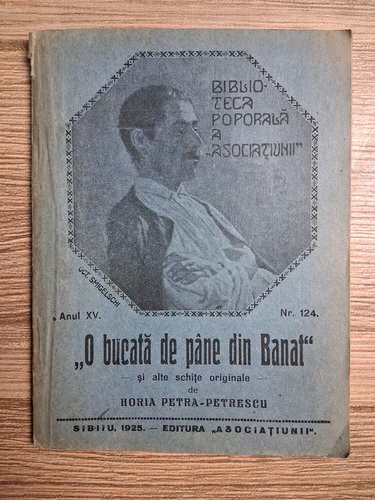 BIBLIO-
TECA
POPORALĂ
A
„ASOCIAȚIUNII"
OCT SMIGELSCHI
Anul XV.
Nr. 124.
„O bucată de pâne din Banat"
— și alte schițe originale —
de
HORIA PETRA-PETRESCU
SIBIIU, 1925. — EDITURA „ASOCIAȚIUNII".